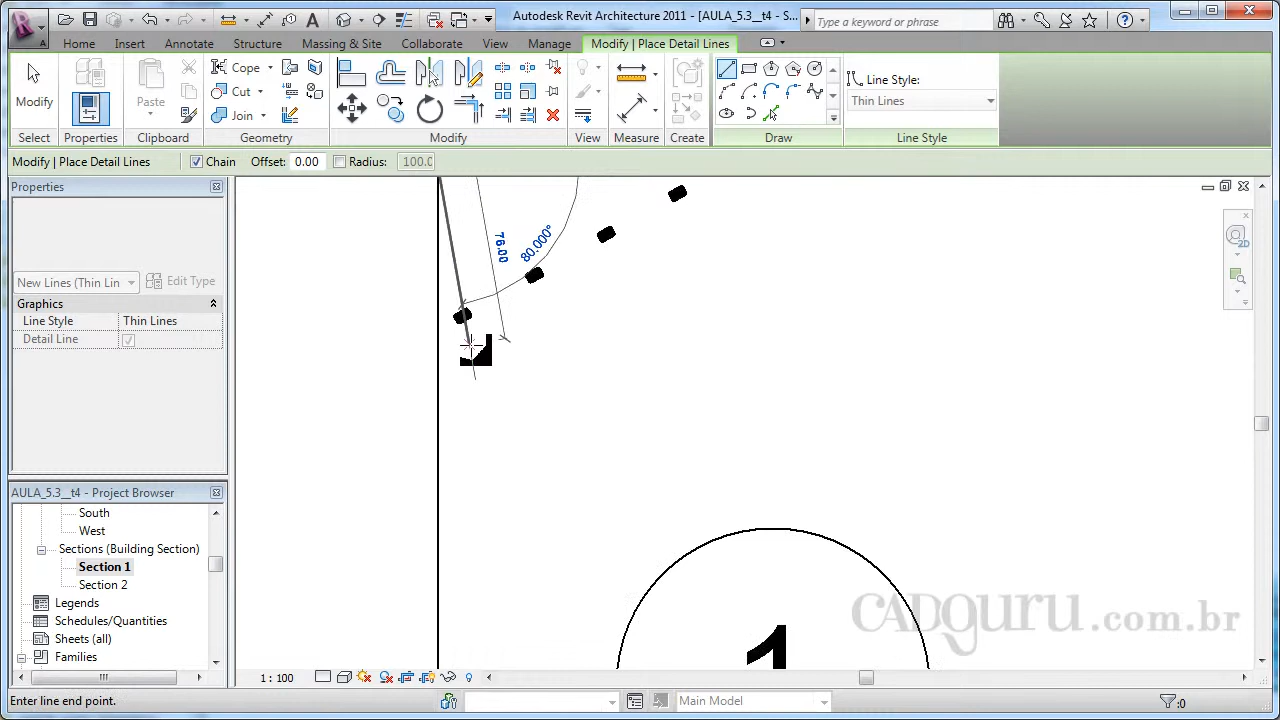 Autodesk Revit Architecture 2011 - [AULA_5.3__t4 - S...
Type a keyword or phrase
Home Insert Annotate Structure Massing & Site Collaborate View Manage Modify | Place Detail Lines
Modify
Properties
Paste
Cope
Cut
Join
Line Style:
Thin Lines
Select Properties Clipboard Geometry Modify View Measure Create Draw Line Style
Modify | Place Detail Lines Chain Offset: 0.00 Radius: 100.0
Properties
New Lines (Thin Lin
Edit Type
Graphics
Line Style Thin Lines
Detail Line
AULA_5.3__t4 - Project Browser
South
West
Sections (Building Section)
Section 1
Section 2
Legends
Schedules/Quantities
Sheets (all)
Families
76.00
80.000°
1
CADGURU.com.br
2D
1 : 100
Enter line end point.
Main Model
:0